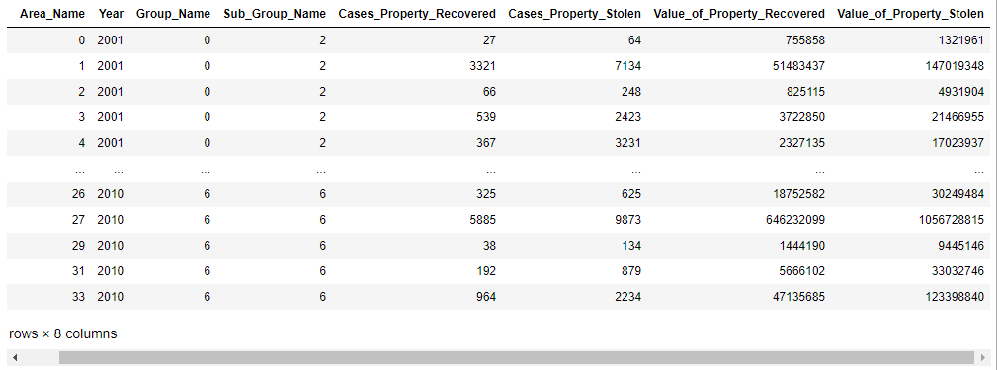 Area_Name Year Group_Name Sub_Group_Name Cases_Property_Recovered Cases_Property_Stolen Value_of_Property_Recovered Value_of_Property_Stolen
0 2001 0 2 27 64 755858 1321961
1 2001 0 2 3321 7134 51483437 147019348
2 2001 0 2 66 248 825115 4931904
3 2001 0 2 539 2423 3722850 21466955
4 2001 0 2 367 3231 2327135 17023937
... ... ... ... ... ... ... ...
26 2010 6 6 325 625 18752582 30249484
27 2010 6 6 5885 9873 646232099 1056728815
29 2010 6 6 38 134 1444190 9445146
31 2010 6 6 192 879 5666102 33032746
33 2010 6 6 964 2234 47135685 123398840
rows × 8 columns